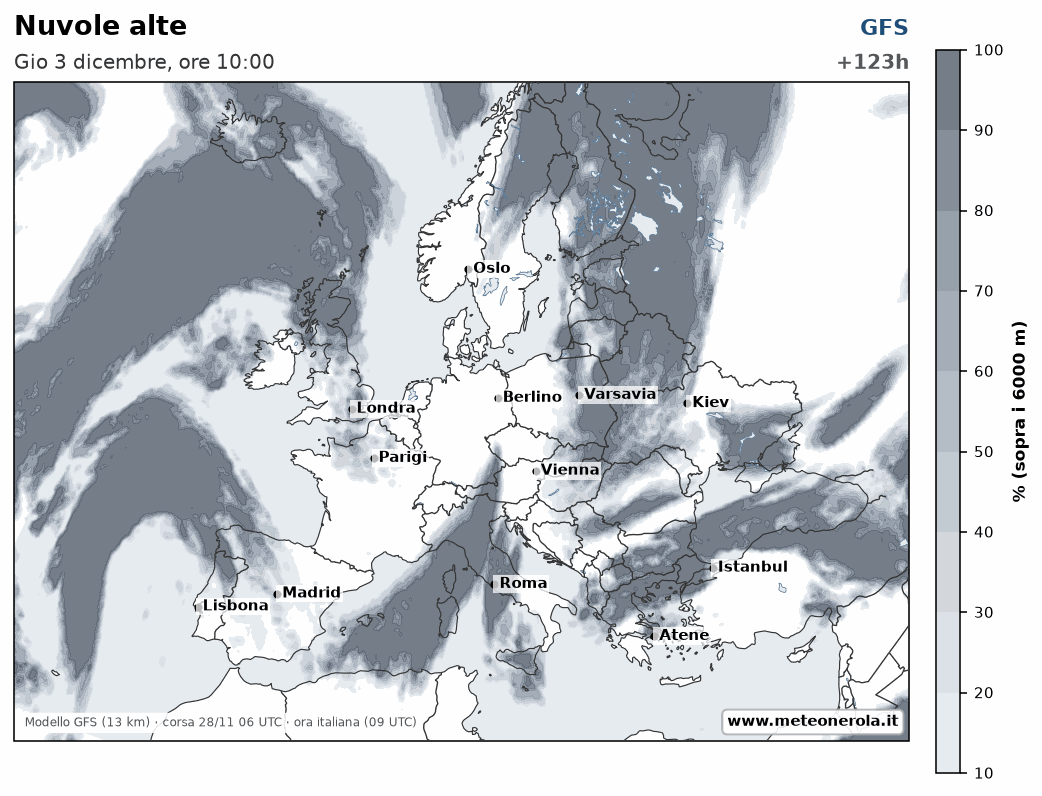 Nuvole alte
GFS
Gio 3 dicembre, ore 10:00
+123h
Oslo
Berlino
Varsavia
Kiev
Londra
Parigi
Vienna
Istanbul
Roma
Madrid
Lisbona
Atene
Modello GFS (13 km) · corsa 28/11 06 UTC · ora italiana (09 UTC)
www.meteonerola.it
100
90
80
70
60
50
40
30
20
10
% (sopra i 6000 m)